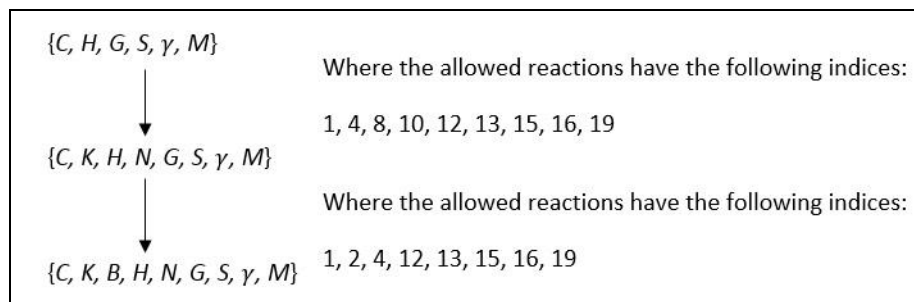 {C, H, G, S, γ, M}
Where the allowed reactions have the following indices:
1, 4, 8, 10, 12, 13, 15, 16, 19
{C, K, H, N, G, S, γ, M}
Where the allowed reactions have the following indices:
1, 2, 4, 12, 13, 15, 16, 19
{C, K, B, H, N, G, S, γ, M}